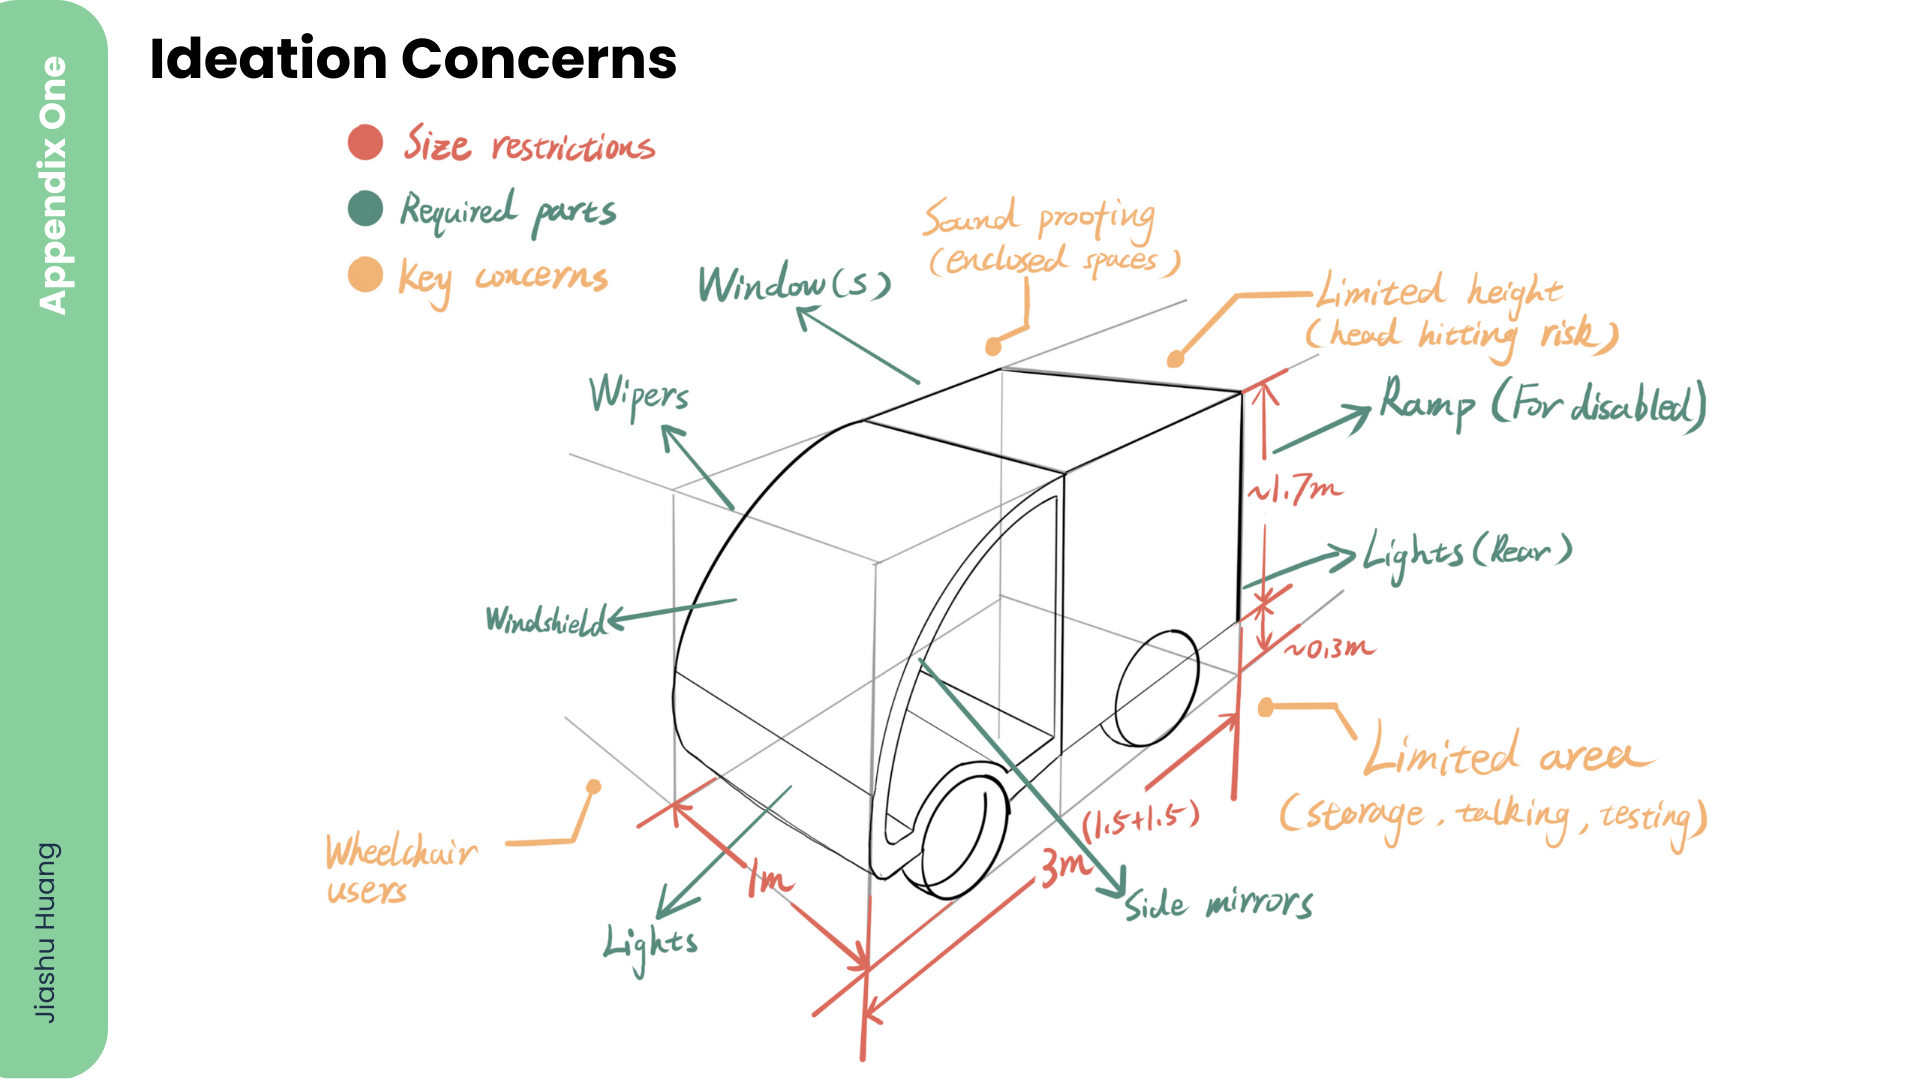 Appendix One
Jiashu Huang
Ideation Concerns
Size restrictions
Required parts
Key concerns
Sound proofing
(enclosed spaces)
Window(s)
Limited height
(head hitting risk)
Wipers
Ramp (For disabled)
~1.7m
Lights (Rear)
Windshield
~0.3m
Limited area
(storage, talking, testing)
(1.5+1.5)
3m
Wheelchair
users
1m
Side mirrors
Lights